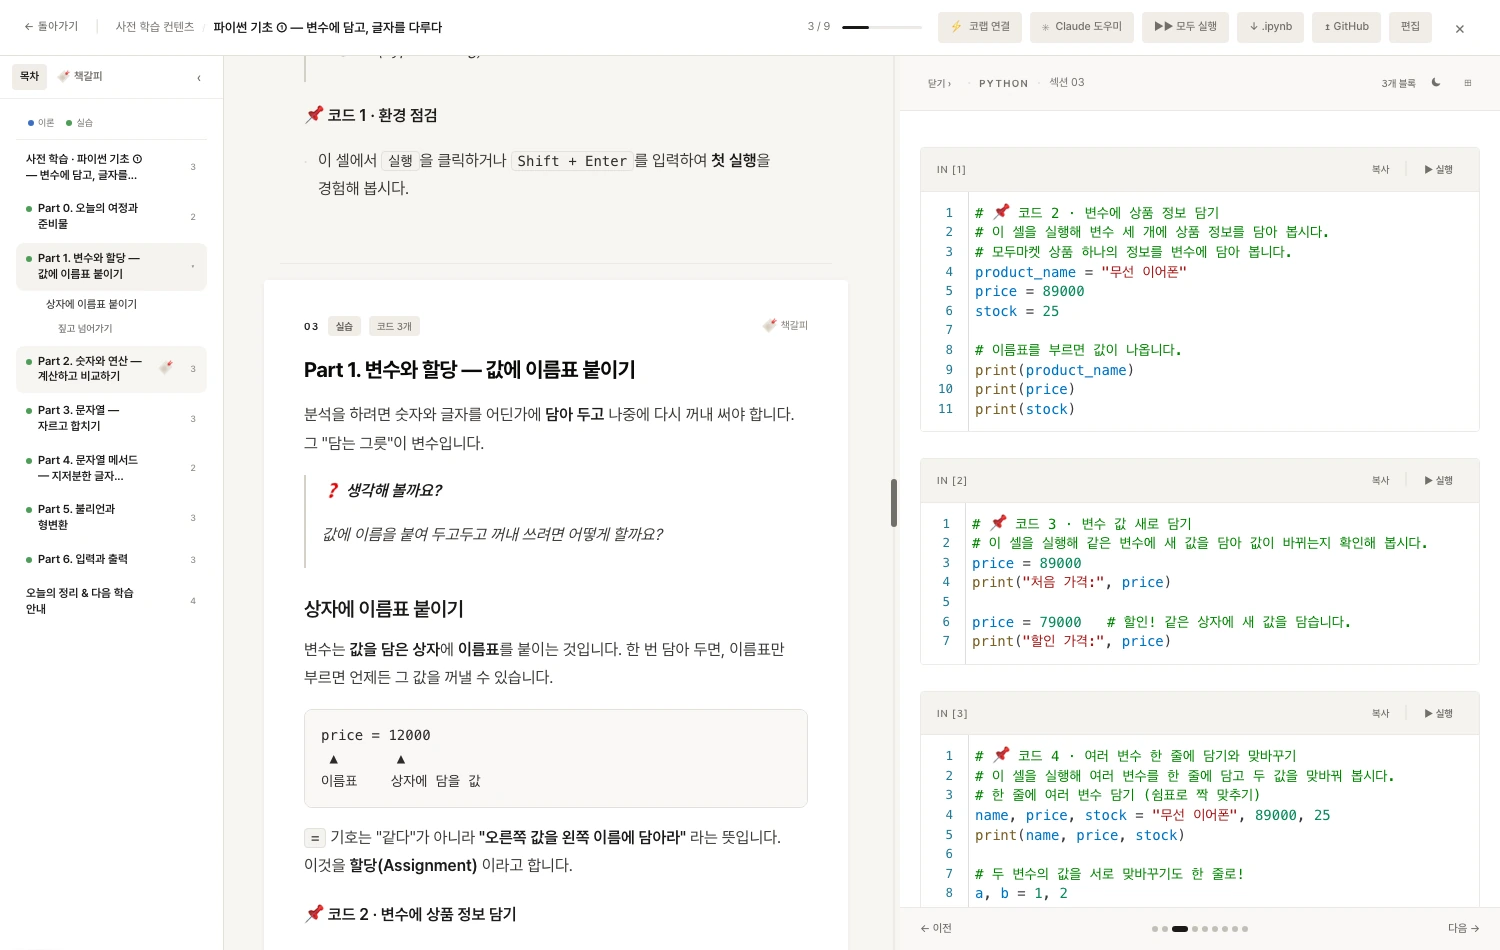 ← 돌아가기
사전 학습 컨텐츠 / 파이썬 기초 ① — 변수에 담고, 글자를 다루다
3 / 9
⚡ 코랩 연결
✳ Claude 도우미
▶▶ 모두 실행
↓ .ipynb
↥ GitHub
편집
✕
목차
책갈피
‹
이론
실습
사전 학습 · 파이썬 기초 ①
— 변수에 담고, 글자를...
3
Part 0. 오늘의 여정과
준비물
2
Part 1. 변수와 할당 —
값에 이름표 붙이기
상자에 이름표 붙이기
짚고 넘어가기
Part 2. 숫자와 연산 —
계산하고 비교하기
3
Part 3. 문자열 —
자르고 합치기
3
Part 4. 문자열 메서드
— 지저분한 글자...
2
Part 5. 불리언과
형변환
3
Part 6. 입력과 출력
3
오늘의 정리 & 다음 학습
안내
4
📌 코드 1 · 환경 점검
이 셀에서 실행 을 클릭하거나 Shift + Enter 를 입력하여 첫 실행을
경험해 봅시다.
03 실습 코드 3개
책갈피
Part 1. 변수와 할당 — 값에 이름표 붙이기
분석을 하려면 숫자와 글자를 어딘가에 담아 두고 나중에 다시 꺼내 써야 합니다.
그 "담는 그릇"이 변수입니다.
❓ 생각해 볼까요?
값에 이름을 붙여 두고두고 꺼내 쓰려면 어떻게 할까요?
상자에 이름표 붙이기
변수는 값을 담은 상자에 이름표를 붙이는 것입니다. 한 번 담아 두면, 이름표만
부르면 언제든 그 값을 꺼낼 수 있습니다.
price = 12000
▲ ▲
이름표 상자에 담을 값
= 기호는 "같다"가 아니라 "오른쪽 값을 왼쪽 이름에 담아라" 라는 뜻입니다.
이것을 할당(Assignment) 이라고 합니다.
📌 코드 2 · 변수에 상품 정보 담기
닫기 › · PYTHON · 섹션 03
3개 블록
IN [1]
복사
▶ 실행
1 # 📌 코드 2 · 변수에 상품 정보 담기
2 # 이 셀을 실행해 변수 세 개에 상품 정보를 담아 봅시다.
3 # 모두마켓 상품 하나의 정보를 변수에 담아 봅니다.
4 product_name = "무선 이어폰"
5 price = 89000
6 stock = 25
7
8 # 이름표를 부르면 값이 나옵니다.
9 print(product_name)
10 print(price)
11 print(stock)
IN [2]
복사
▶ 실행
1 # 📌 코드 3 · 변수 값 새로 담기
2 # 이 셀을 실행해 같은 변수에 새 값을 담아 값이 바뀌는지 확인해 봅시다.
3 price = 89000
4 print("처음 가격:", price)
5
6 price = 79000 # 할인! 같은 상자에 새 값을 담습니다.
7 print("할인 가격:", price)
IN [3]
복사
▶ 실행
1 # 📌 코드 4 · 여러 변수 한 줄에 담기와 맞바꾸기
2 # 이 셀을 실행해 여러 변수를 한 줄에 담고 두 값을 맞바꿔 봅시다.
3 # 한 줄에 여러 변수 담기 (쉼표로 짝 맞추기)
4 name, price, stock = "무선 이어폰", 89000, 25
5 print(name, price, stock)
6
7 # 두 변수의 값을 서로 맞바꾸기도 한 줄로!
8 a, b = 1, 2
← 이전
다음 →